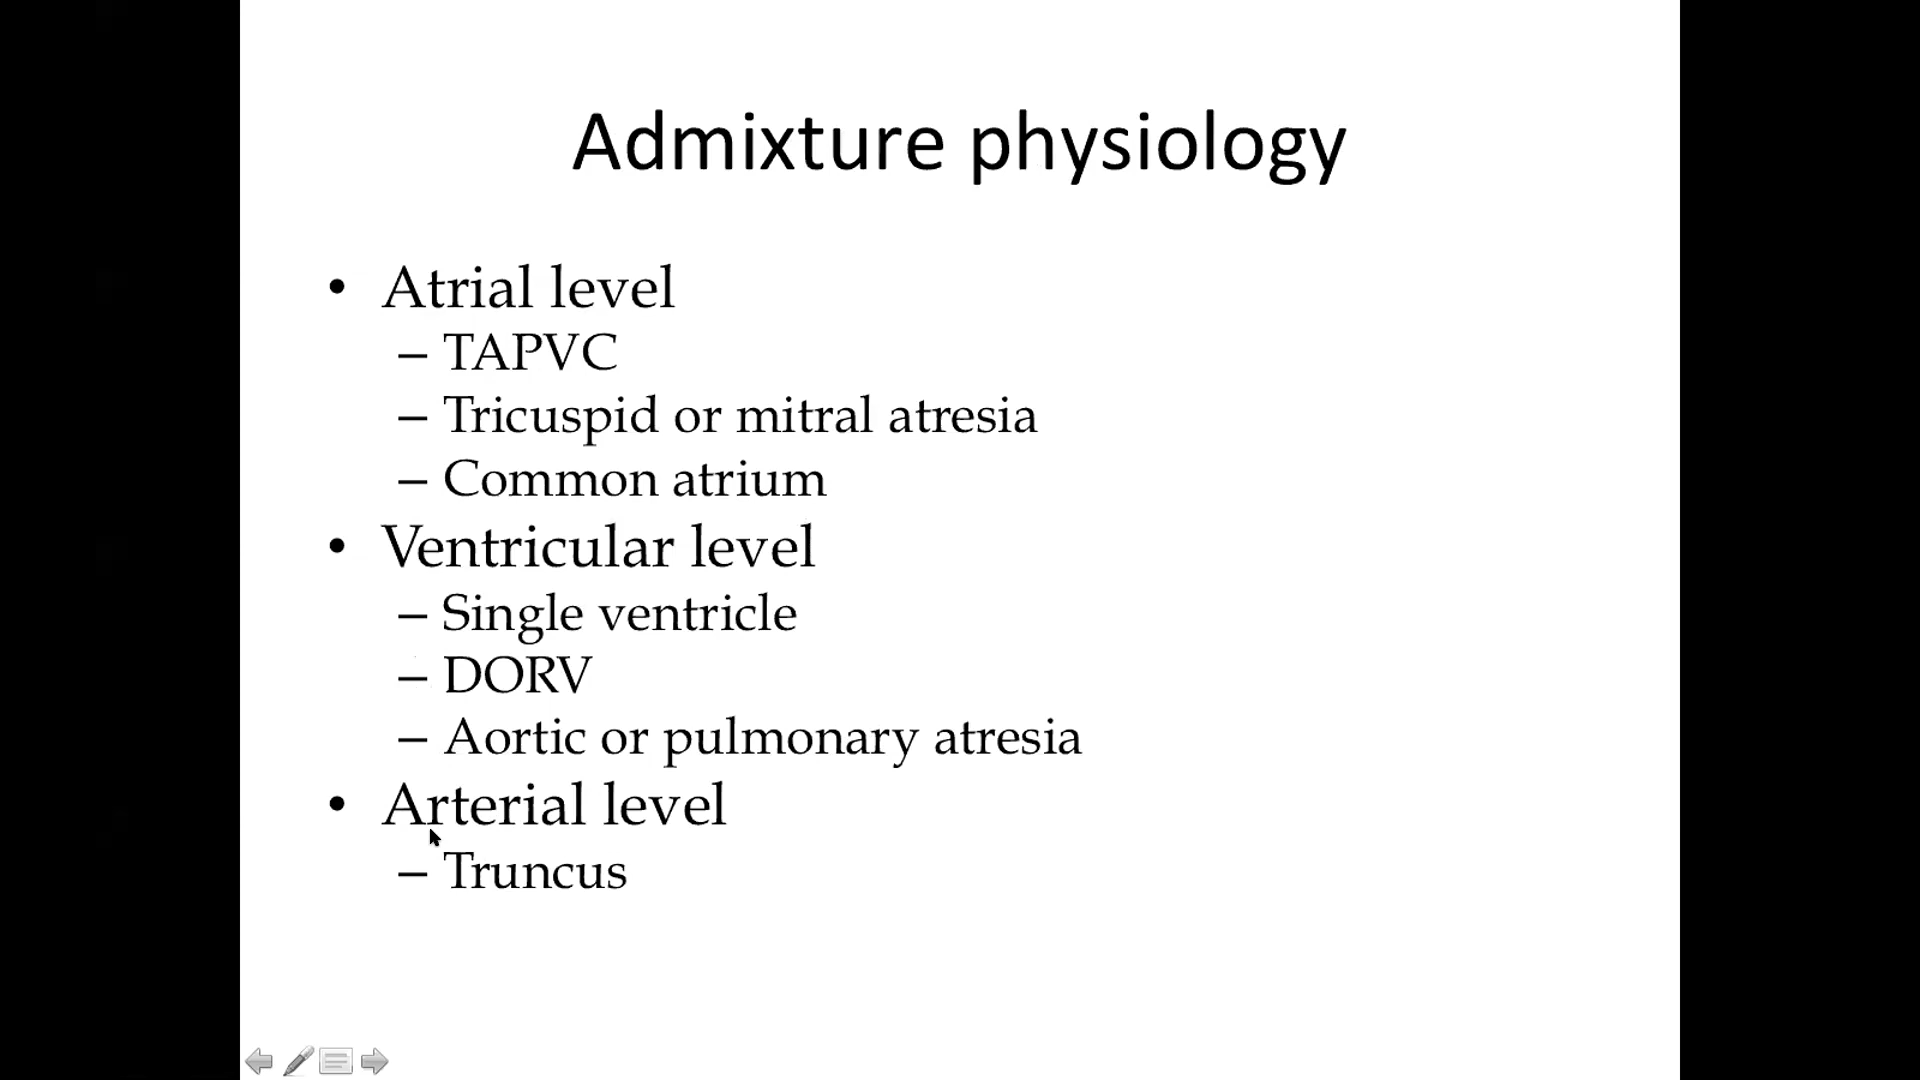 Admixture physiology
• Atrial level
– TAPVC
– Tricuspid or mitral atresia
– Common atrium
• Ventricular level
– Single ventricle
– DORV
– Aortic or pulmonary atresia
• Arterial level
– Truncus